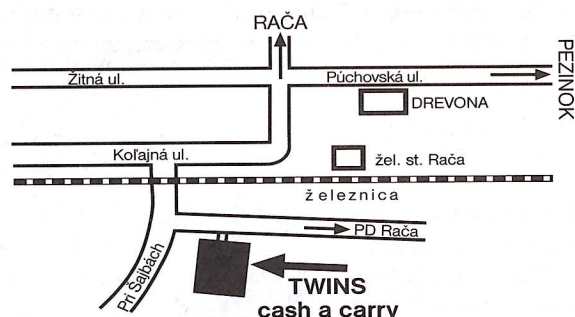 RAČA
Žitná ul.
Púchovská ul.
PEZINOK
DREVONA
Koľajná ul.
žel. st. Rača
železnica
PD Rača
Pri Šajbách
TWINS
cash a carry